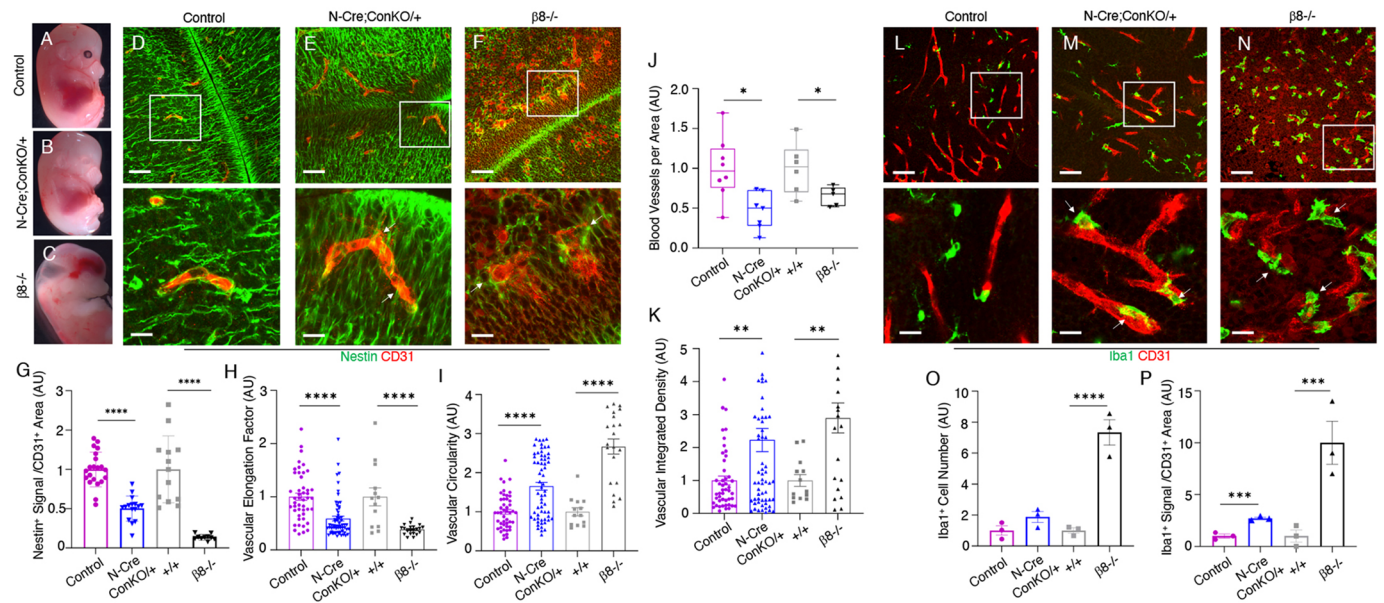 Control
N-Cre;ConKO/+
β8-/-
A
B
C
Control
N-Cre;ConKO/+
β8-/-
D
E
F
Nestin CD31
G
Nestin⁺ Signal /CD31⁺ Area (AU)
3
2
1
0.5
0
****
****
Control
N-Cre
ConKO/+
+/+
β8-/-
H
Vascular Elongation Factor (AU)
3
2
1
0
****
****
Control
N-Cre
ConKO/+
+/+
β8-/-
I
Vascular Circularity (AU)
4
3
2
1
0
****
****
Control
N-Cre
ConKO/+
+/+
β8-/-
J
Blood Vessels per Area (AU)
2.0
1.5
1.0
0.5
0.0
*
*
Control
N-Cre
ConKO/+
+/+
β8-/-
K
Vascular Integrated Density (AU)
5
4
3
2
1
0
**
**
Control
N-Cre
ConKO/+
+/+
β8-/-
Control
N-Cre;ConKO/+
β8-/-
L
M
N
Iba1 CD31
O
Iba1⁺ Cell Number (AU)
10
8
6
4
2
0
****
Control
N-Cre
ConKO/+
+/+
β8-/-
P
Iba1⁺ Signal /CD31⁺ Area (AU)
15
10
5
0
***
***
Control
N-Cre
ConKO/+
+/+
β8-/-